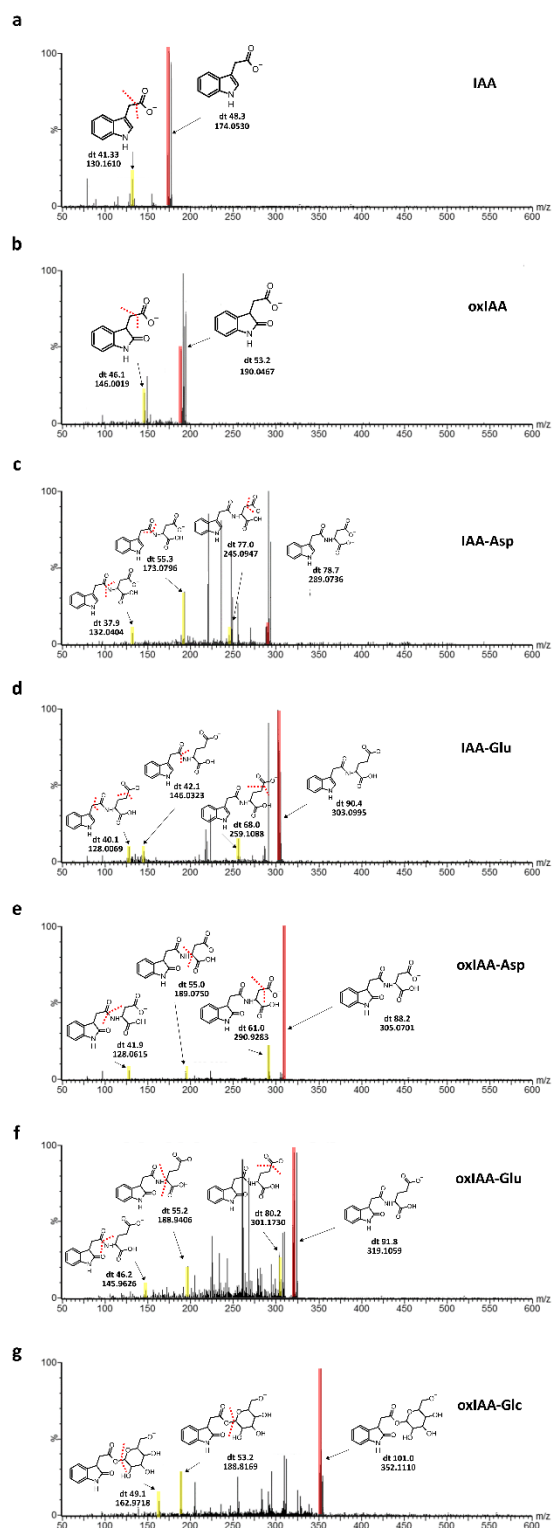 a
100
IAA
%
dt 48.3
174.0530
dt 41.33
130.1610
0
50 100 150 200 250 300 350 400 450 500 550 600 m/z
b
100
oxIAA
%
dt 53.2
190.0467
dt 46.1
146.0019
0
50 100 150 200 250 300 350 400 450 500 550 600 m/z
c
100
IAA-Asp
dt 77.0
245.0947
dt 55.3
173.0796
dt 78.7
289.0736
%
dt 37.9
132.0404
0
50 100 150 200 250 300 350 400 450 500 550 600 m/z
d
100
IAA-Glu
dt 42.1
146.0323
%
dt 90.4
303.0995
dt 68.0
259.1088
dt 40.1
128.0069
0
50 100 150 200 250 300 350 400 450 500 550 600 m/z
e
100
oxIAA-Asp
dt 55.0
189.0750
dt 61.0
290.9283
dt 88.2
305.0701
%
dt 41.9
128.0615
0
50 100 150 200 250 300 350 400 450 500 550 600 m/z
f
100
oxIAA-Glu
dt 55.2
188.9406
dt 80.2
301.1730
dt 91.8
319.1059
%
dt 46.2
145.9626
0
50 100 150 200 250 300 350 400 450 500 550 600 m/z
g
100
oxIAA-Glc
%
dt 53.2
188.8169
dt 101.0
352.1110
dt 49.1
162.9718
0
50 100 150 200 250 300 350 400 450 500 550 600 m/z